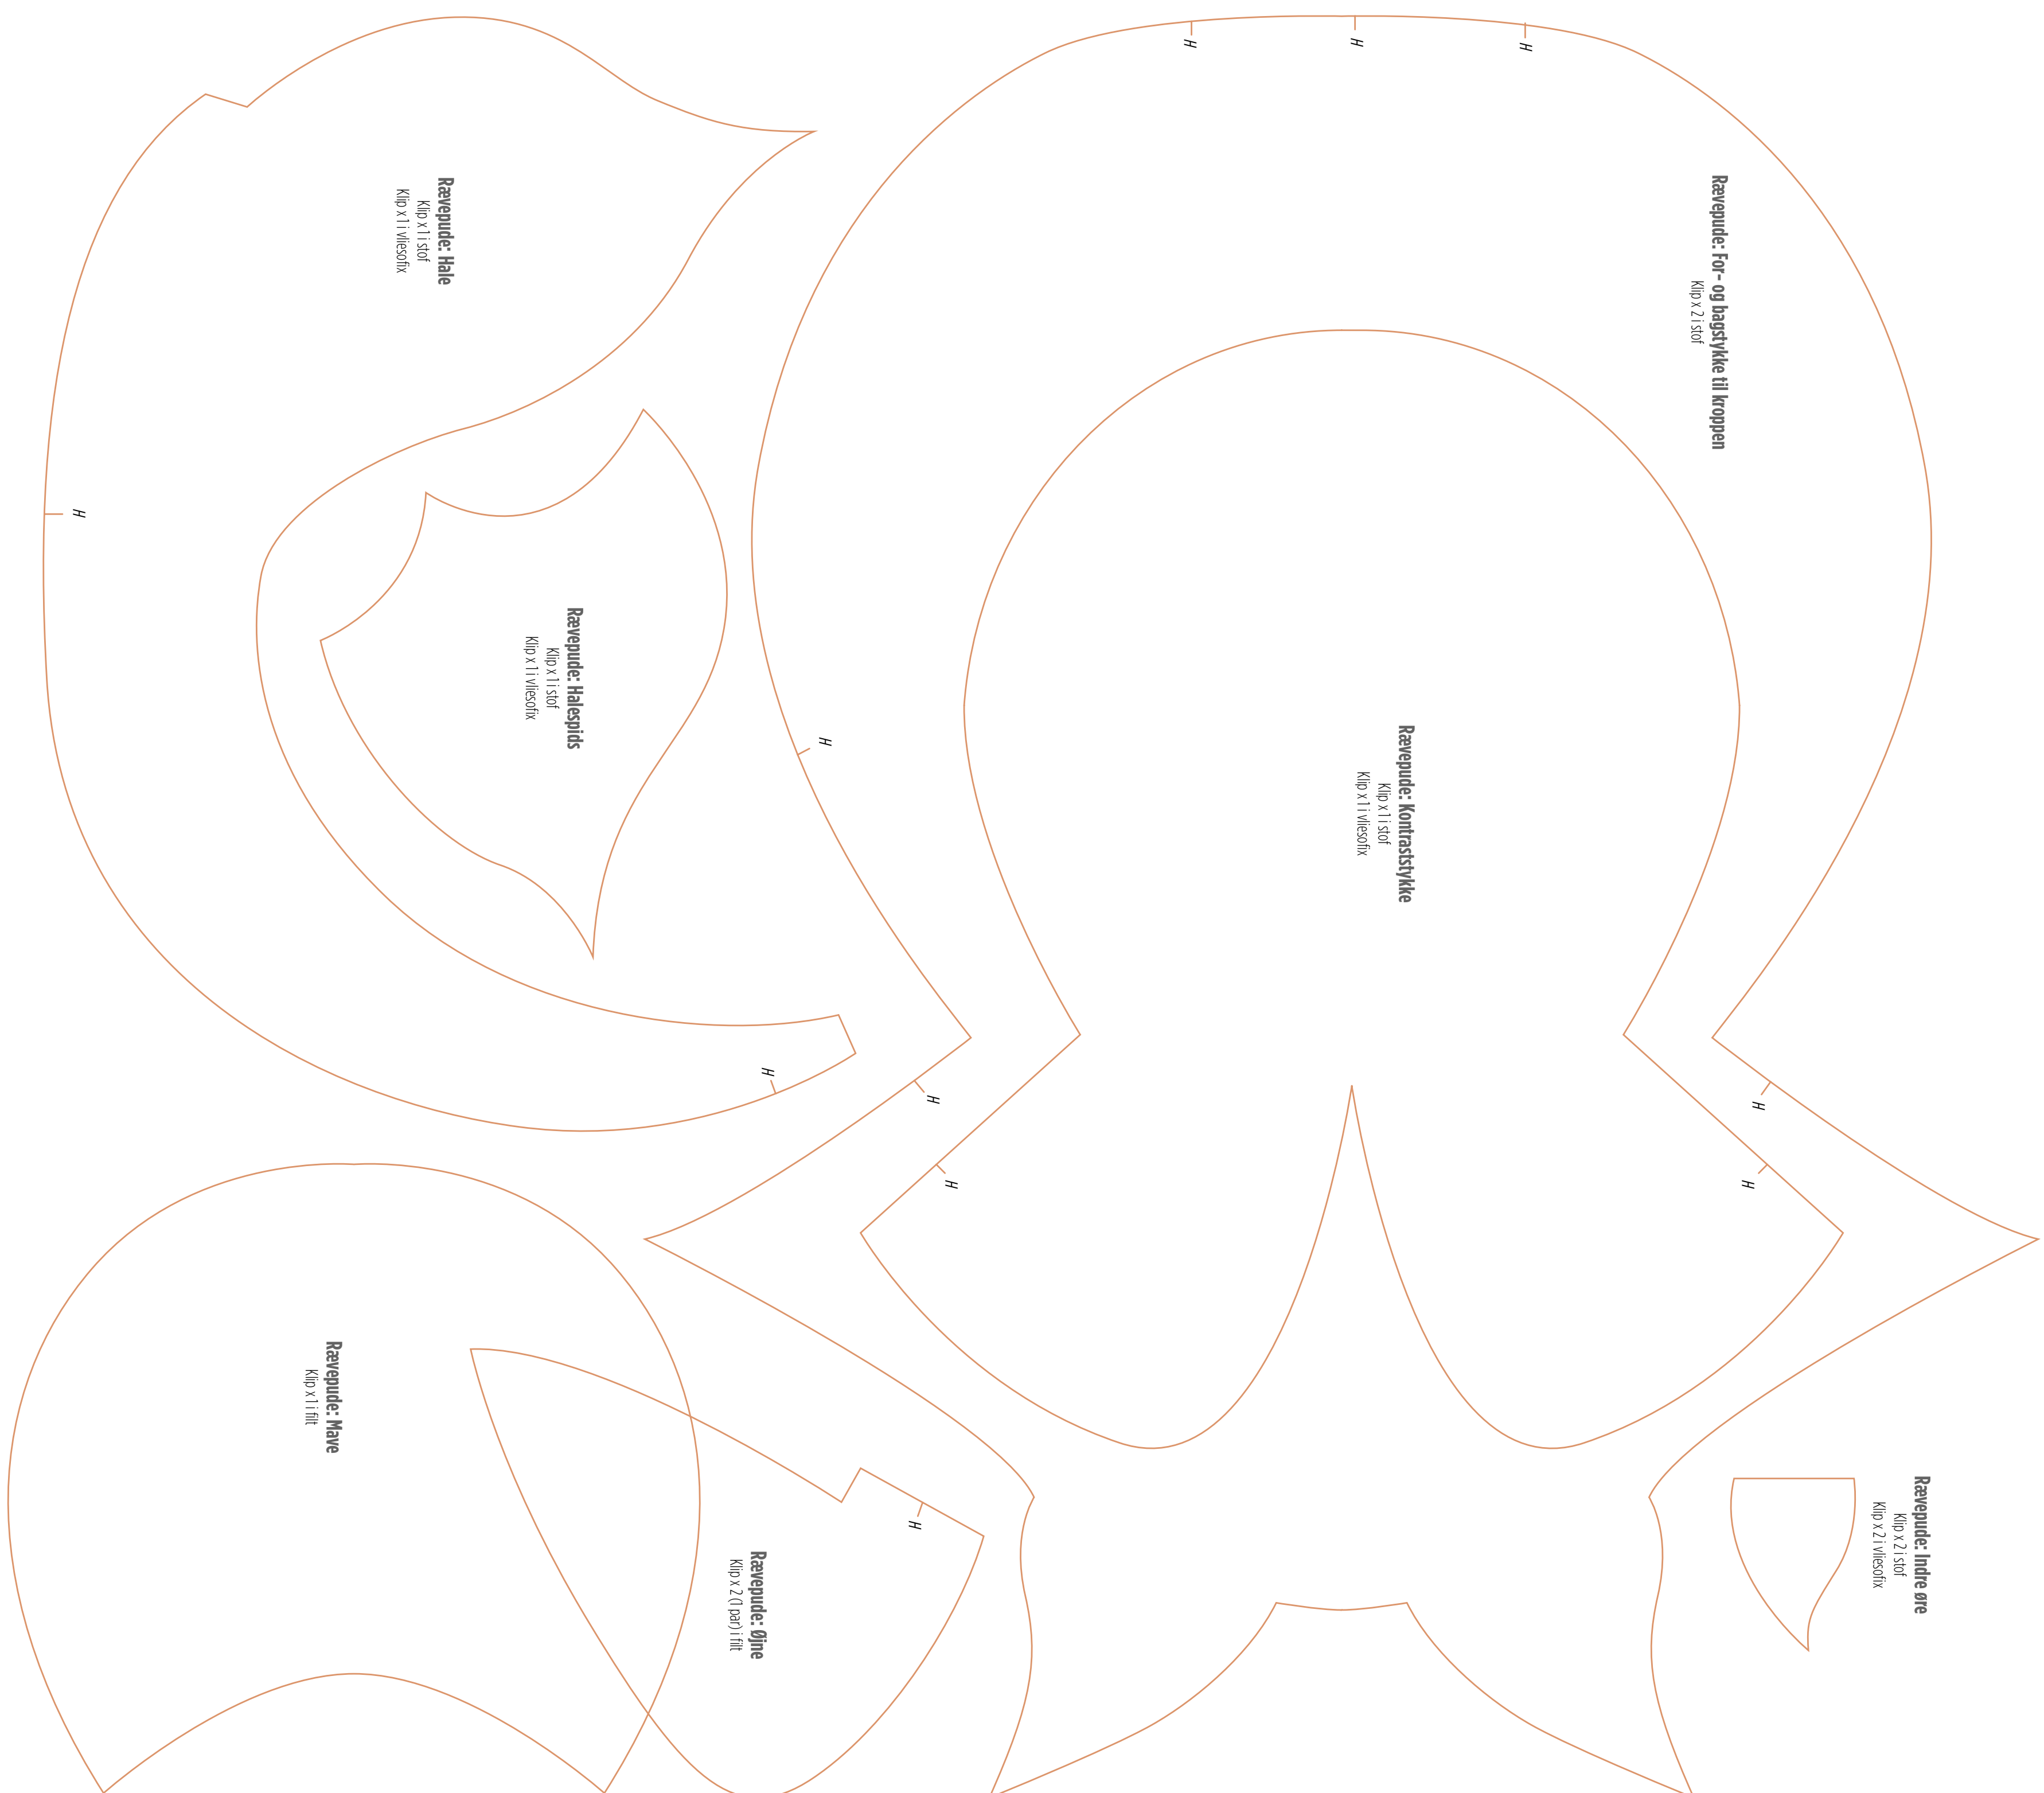 Rævepude: Hale
Klip x 1 i stof
Klip x 1 i vliesofix
Rævepude: For- og bagstykke til kroppen
Klip x 2 i stof
Rævepude: Halespids
Klip x 1 i stof
Klip x 1 i vliesofix
Rævepude: Kontraststykke
Klip x 1 i stof
Klip x 1 i vliesofix
Rævepude: Mave
Klip x 1 i filt
Rævepude: Øjne
Klip x 2 (1 par) i filt
Rævepude: Indre øre
Klip x 2 i stof
Klip x 2 i vliesofix
H
H
H
H
H
H
H
H
H
H
H